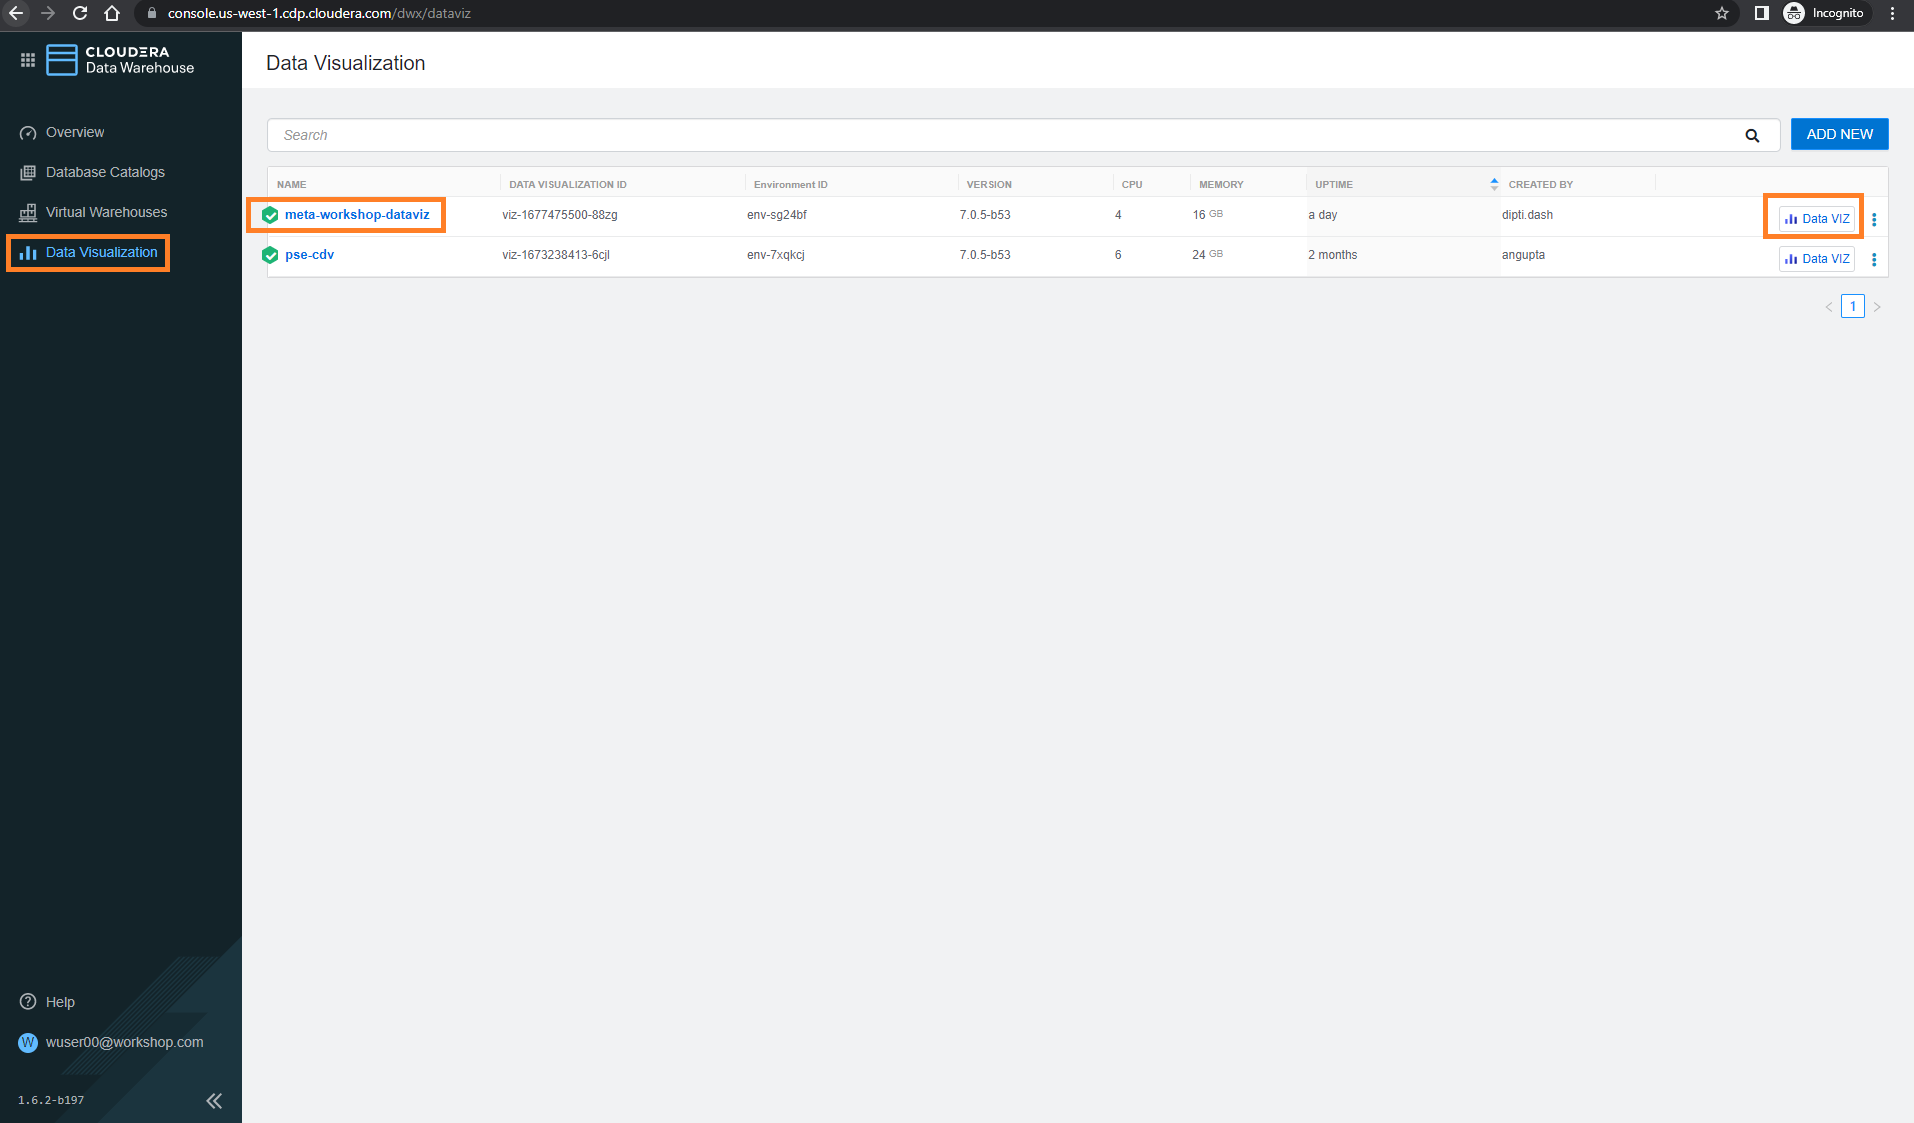 console.us-west-1.cdp.cloudera.com/dwx/dataviz
Incognito
CLOUDERA
Data Warehouse
Overview
Database Catalogs
Virtual Warehouses
Data Visualization
Help
W wuser00@workshop.com
1.6.2-b197
Data Visualization
Search
ADD NEW
NAME DATA VISUALIZATION ID Environment ID VERSION CPU MEMORY UPTIME CREATED BY
meta-workshop-dataviz viz-1677475500-88zg env-sg24bf 7.0.5-b53 4 16 GB a day dipti.dash Data VIZ
pse-cdv viz-1673238413-6cjl env-7xqkcj 7.0.5-b53 6 24 GB 2 months angupta Data VIZ
< 1 >